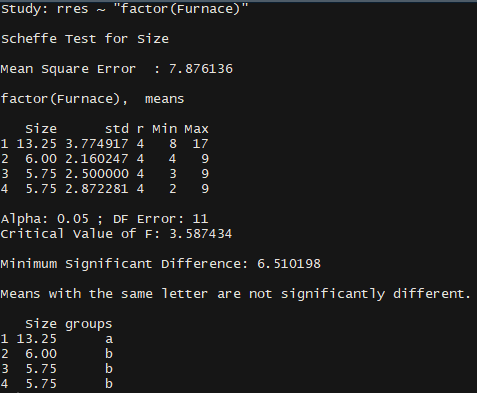 Study: rres ~ "factor(Furnace)"
Scheffe Test for Size
Mean Square Error  : 7.876136
factor(Furnace),  means
   Size      std r Min Max
1 13.25 3.774917 4   8  17
2  6.00 2.160247 4   4   9
3  5.75 2.500000 4   3   9
4  5.75 2.872281 4   2   9
Alpha: 0.05 ; DF Error: 11
Critical Value of F: 3.587434
Minimum Significant Difference: 6.510198
Means with the same letter are not significantly different.
   Size groups
1 13.25      a
2  6.00      b
3  5.75      b
4  5.75      b